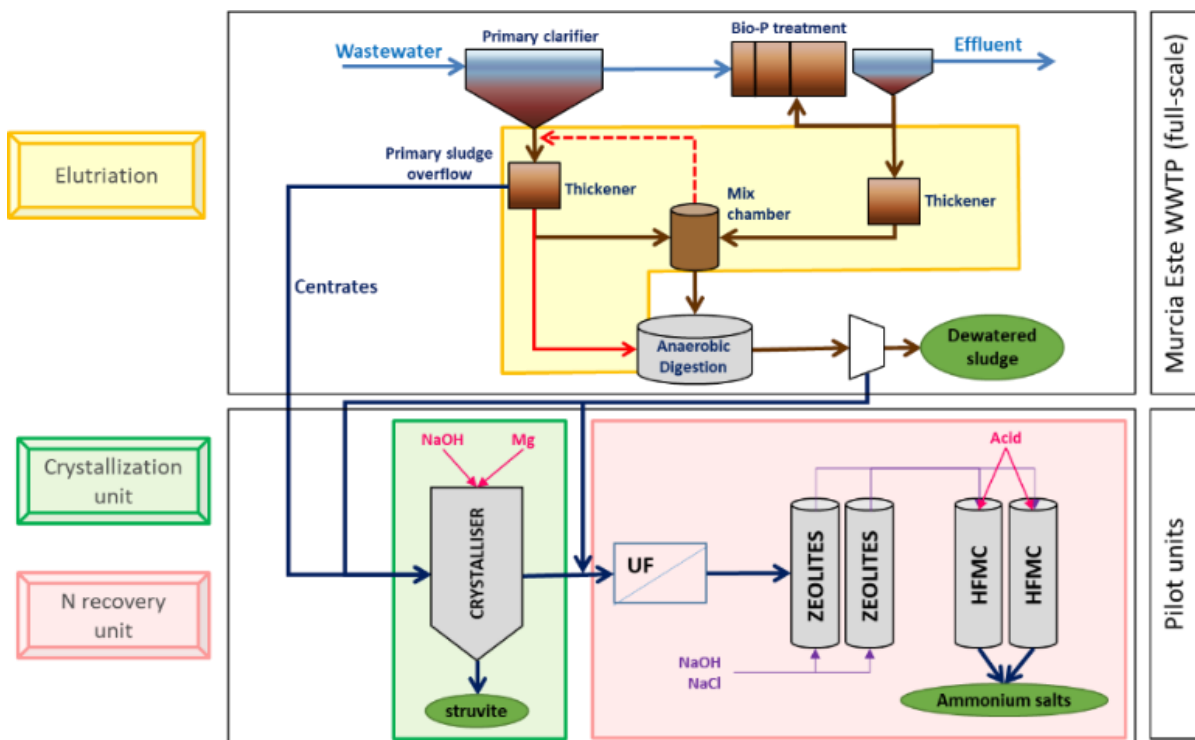 Primary clarifier
Bio-P treatment
Wastewater
Effluent
Elutriation
Primary sludge
overflow
Thickener
Mix
chamber
Thickener
Centrates
Anaerobic
Digestion
Dewatered
sludge
Murcia Este WWTP (full-scale)
Crystallization
unit
NaOH
Mg
CRYSTALLISER
struvite
N recovery
unit
UF
ZEOLITES
ZEOLITES
Acid
HFMC
HFMC
NaOH
NaCl
Ammonium salts
Pilot units